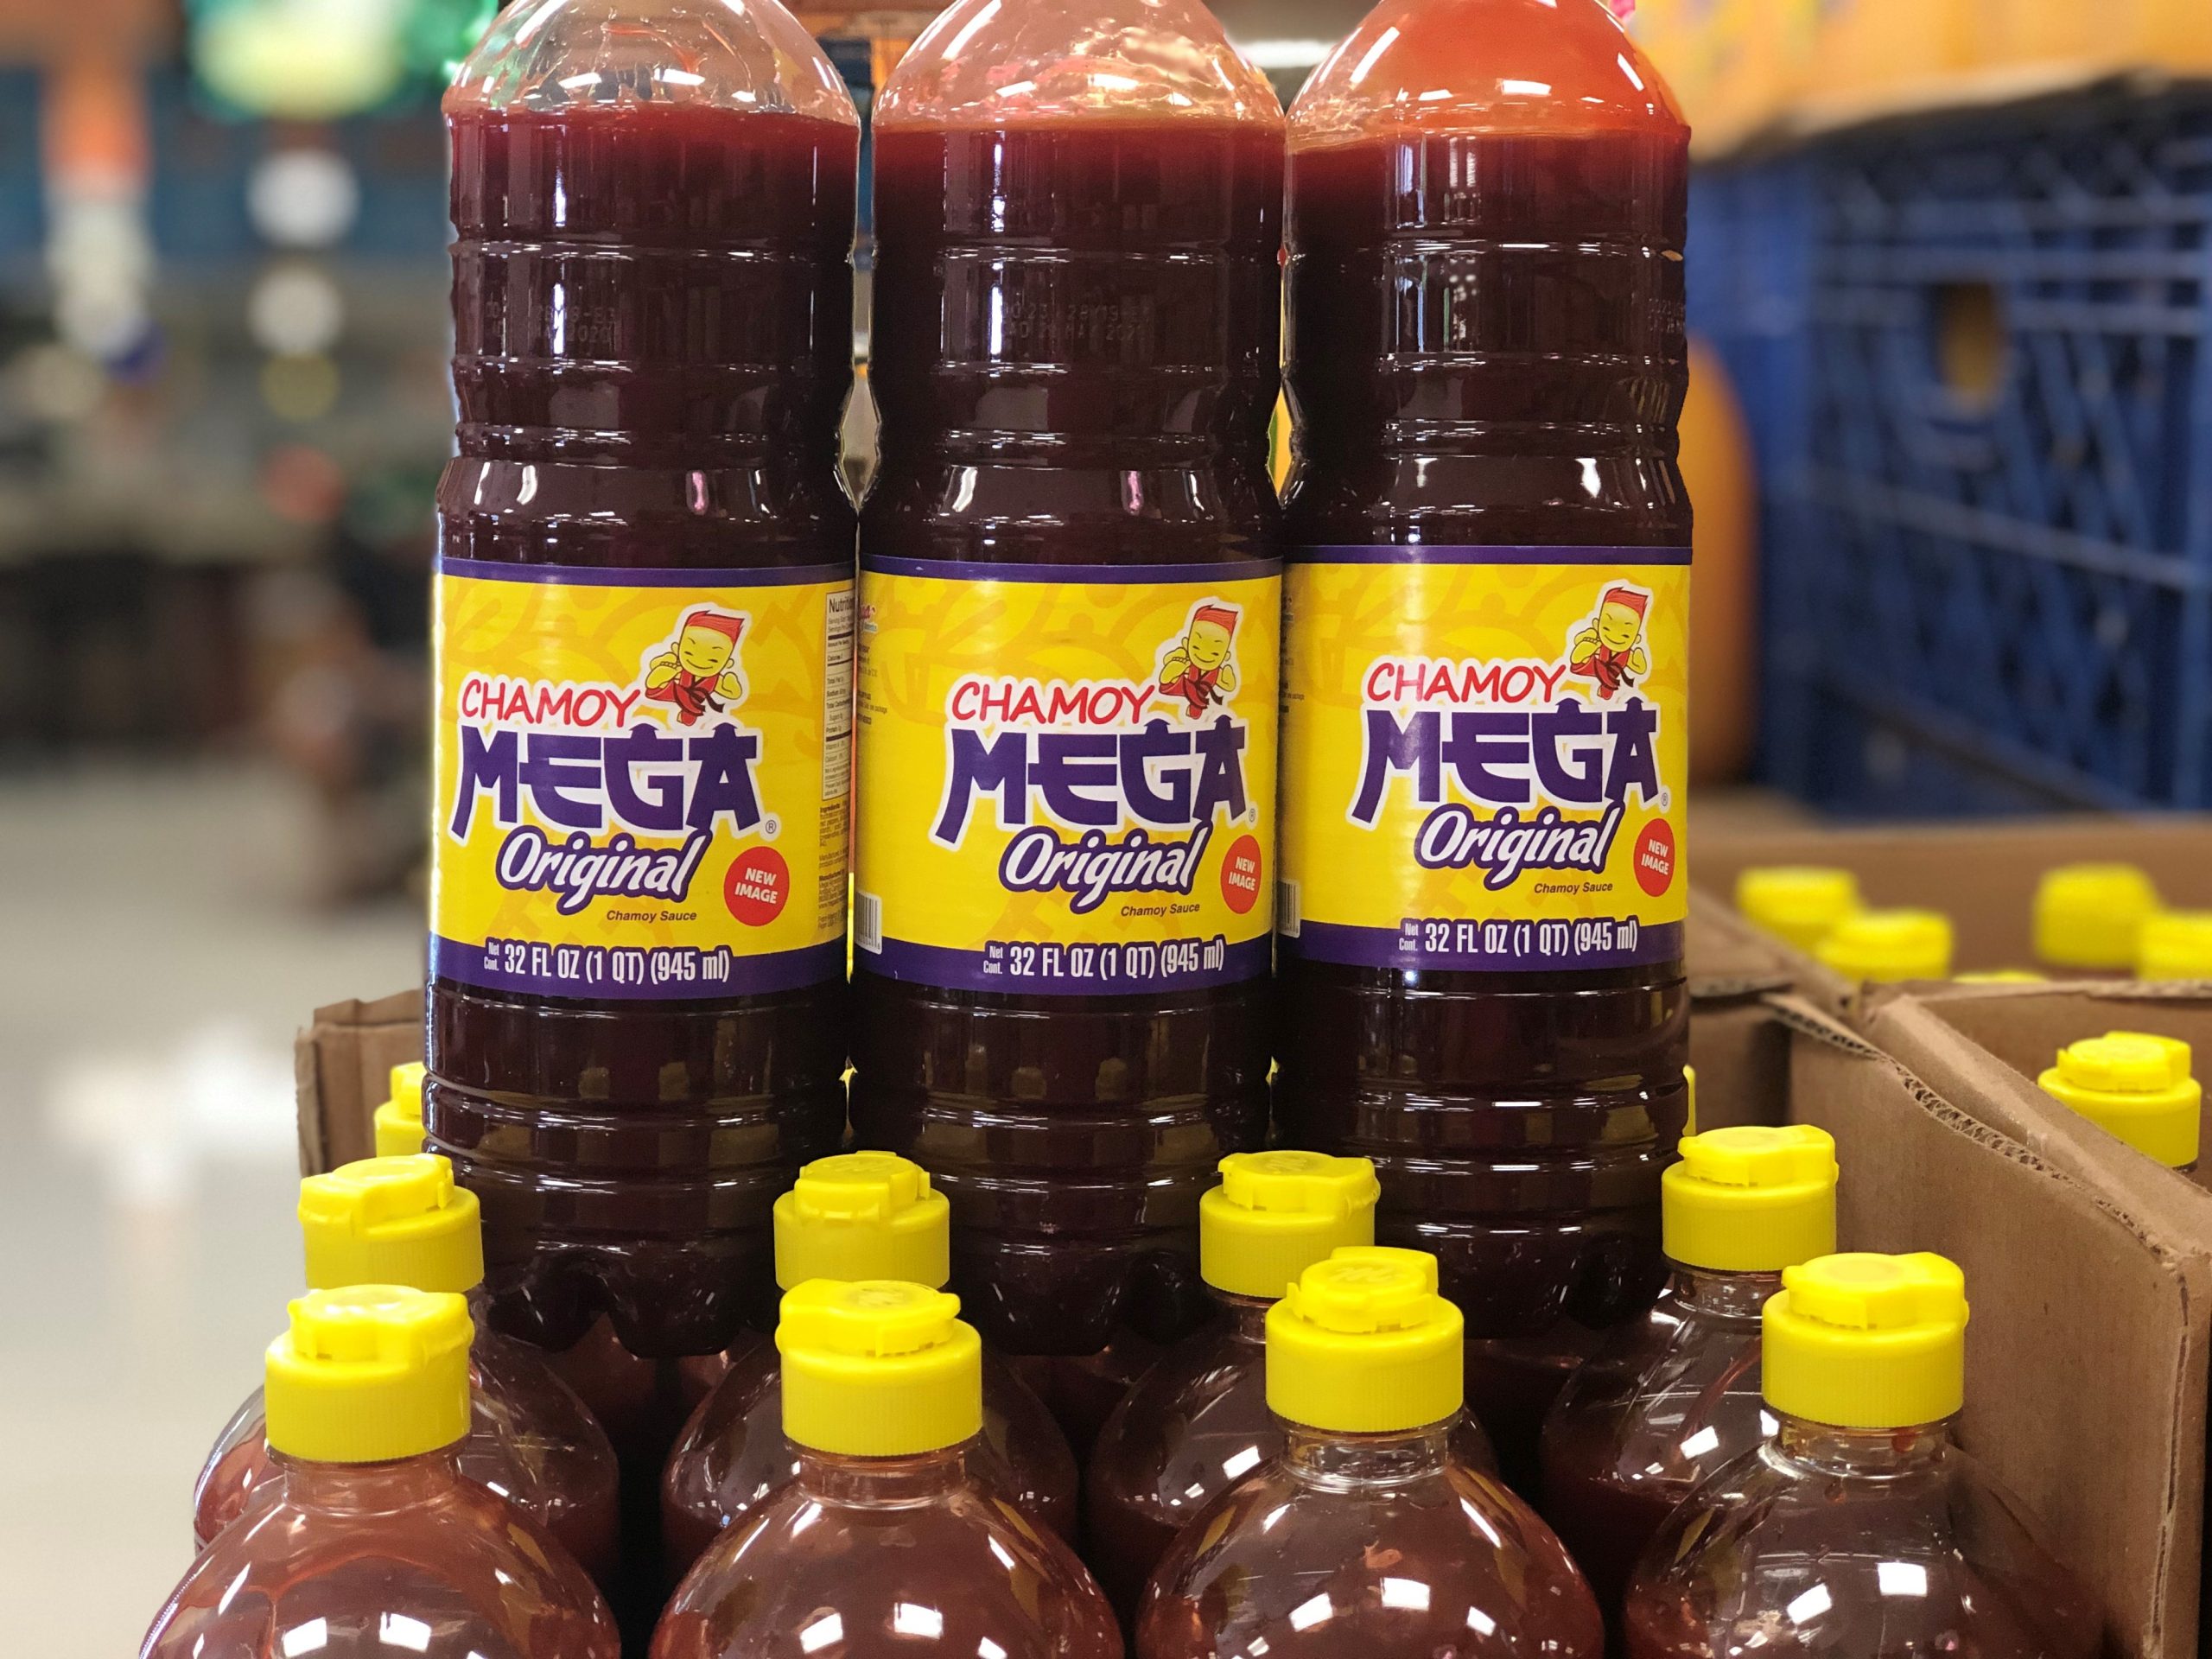 CHAMOY
MEGA®
Original
NEW
IMAGE
Chamoy Sauce
Net
Cont. 32 FL OZ (1 QT) (945 ml)
CHAMOY
MEGA®
Original
NEW
IMAGE
Chamoy Sauce
Net
Cont. 32 FL OZ (1 QT) (945 ml)
CHAMOY
MEGA®
Original
NEW
IMAGE
Chamoy Sauce
Net
Cont. 32 FL OZ (1 QT) (945 ml)